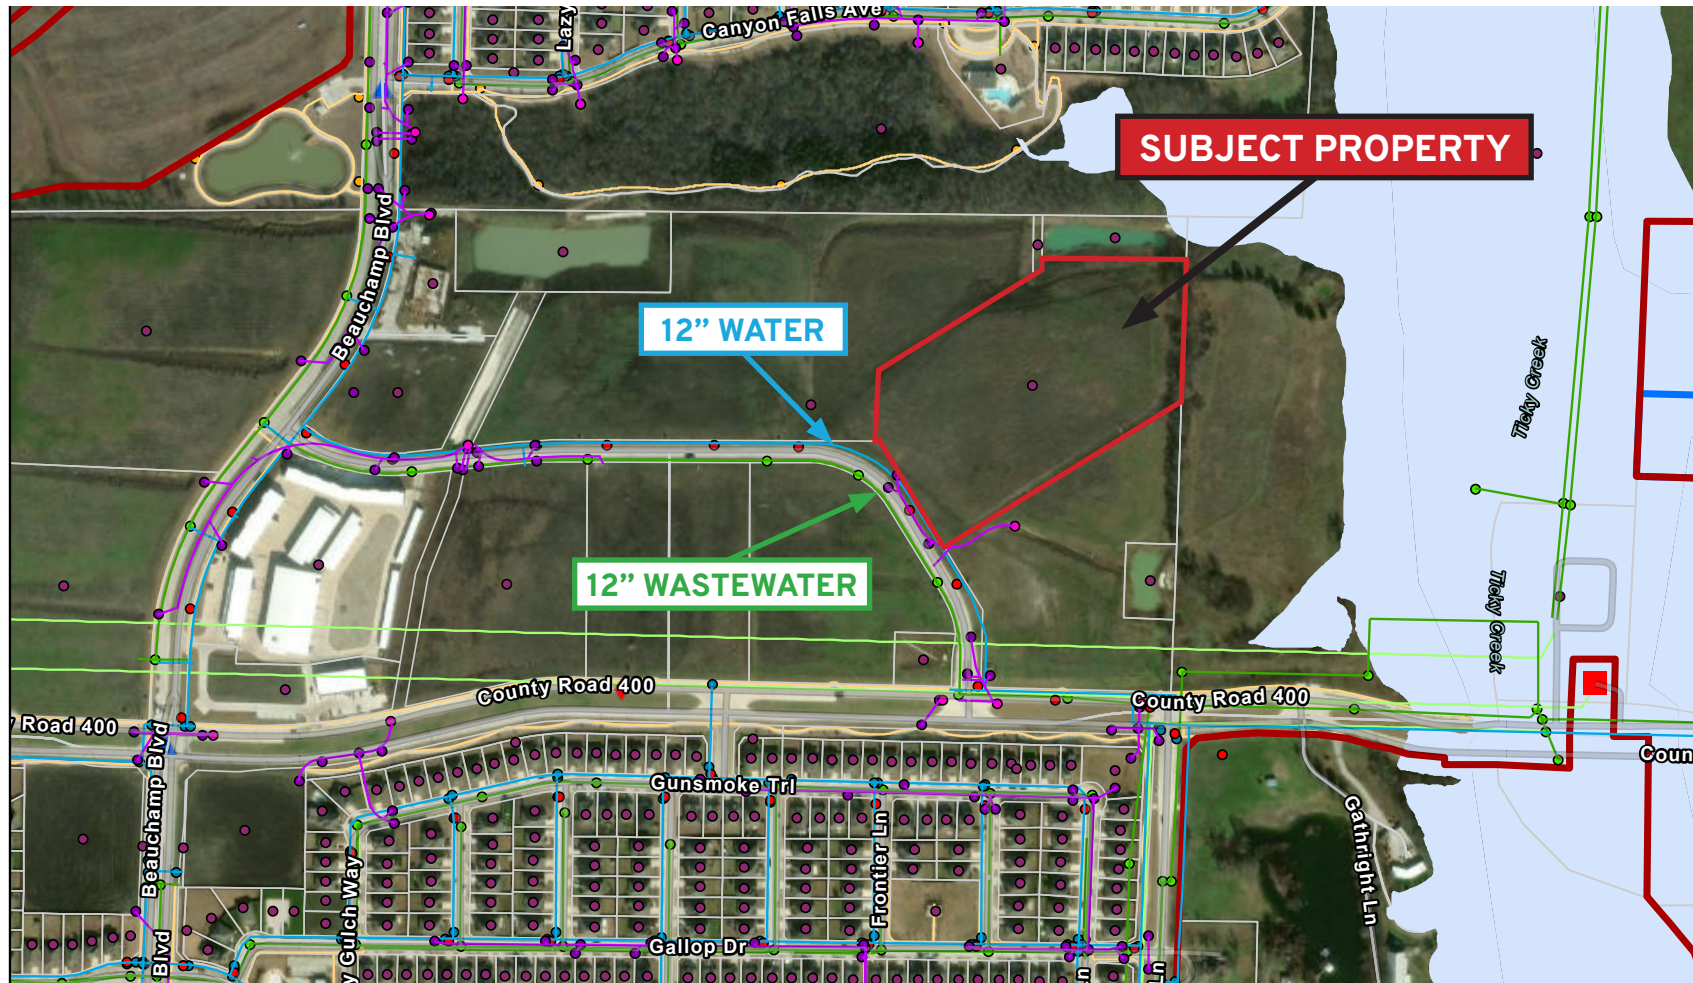 Canyon Falls Ave
Lazy
SUBJECT PROPERTY
Beauchamp Blvd
12” WATER
Ticky Creek
12” WASTEWATER
Ticky Creek
County Road 400
County Road 400
Road 400
Beauchamp Blvd
Coun
Gunsmoke Trl
Gathright Ln
Frontier Ln
y Gulch Way
Gallop Dr
Blvd
Ln